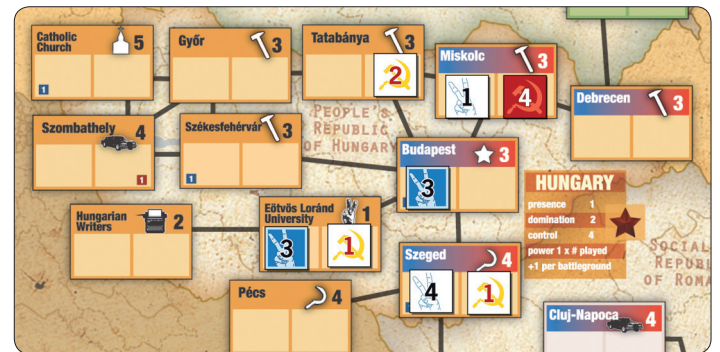 Catholic
Church
5
1
Győr
3
Tatabánya
3
2
Miskolc
3
1
4
Debrecen
3
PEOPLE'S
REPUBLIC
OF HUNGARY
Szombathely
4
1
Székesfehérvár
3
1
Budapest
3
3
Hungarian
Writers
2
Eötvös Loránd
University
1
3
1
HUNGARY
presence 1
domination 2
control 4
power 1 x # played
+1 per battleground
Szeged
4
4
1
Pécs
4
SOCIAL
REPUBL
OF ROMA
Cluj-Napoca
4